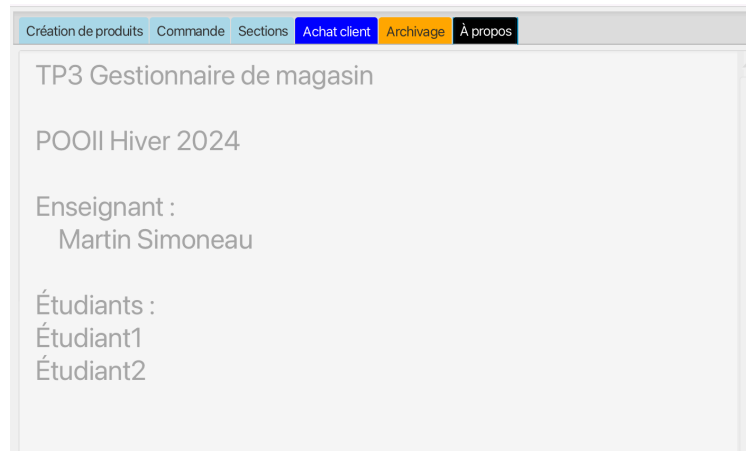 Création de produits Commande Sections Achat client Archivage À propos
TP3 Gestionnaire de magasin
POOII Hiver 2024
Enseignant :
Martin Simoneau
Étudiants :
Étudiant1
Étudiant2